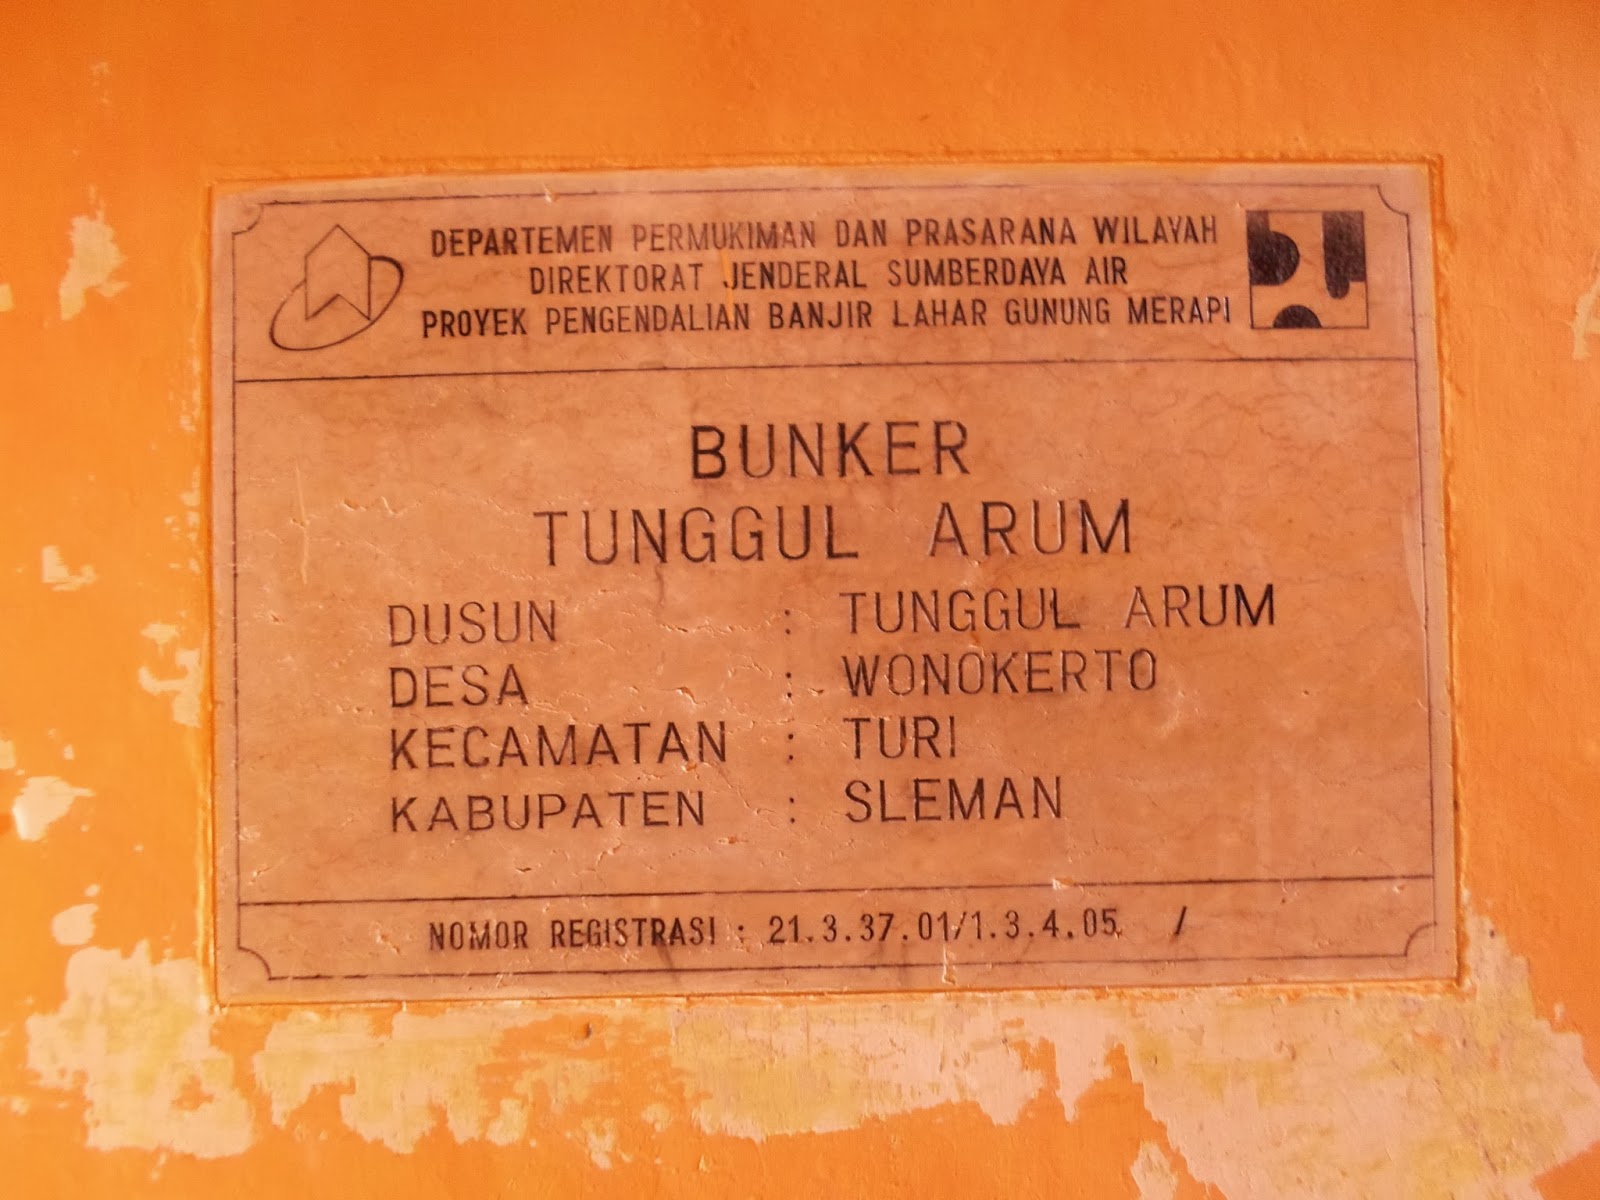 DEPARTEMEN PERMUKIMAN DAN PRASARANA WILAYAH
DIREKTORAT JENDERAL SUMBERDAYA AIR
PROYEK PENGENDALIAN BANJIR LAHAR GUNUNG MERAPI
BUNKER
TUNGGUL ARUM
DUSUN : TUNGGUL ARUM
DESA : WONOKERTO
KECAMATAN : TURI
KABUPATEN : SLEMAN
NOMOR REGISTRASI : 21.3.37.01/1.3.4.05. /